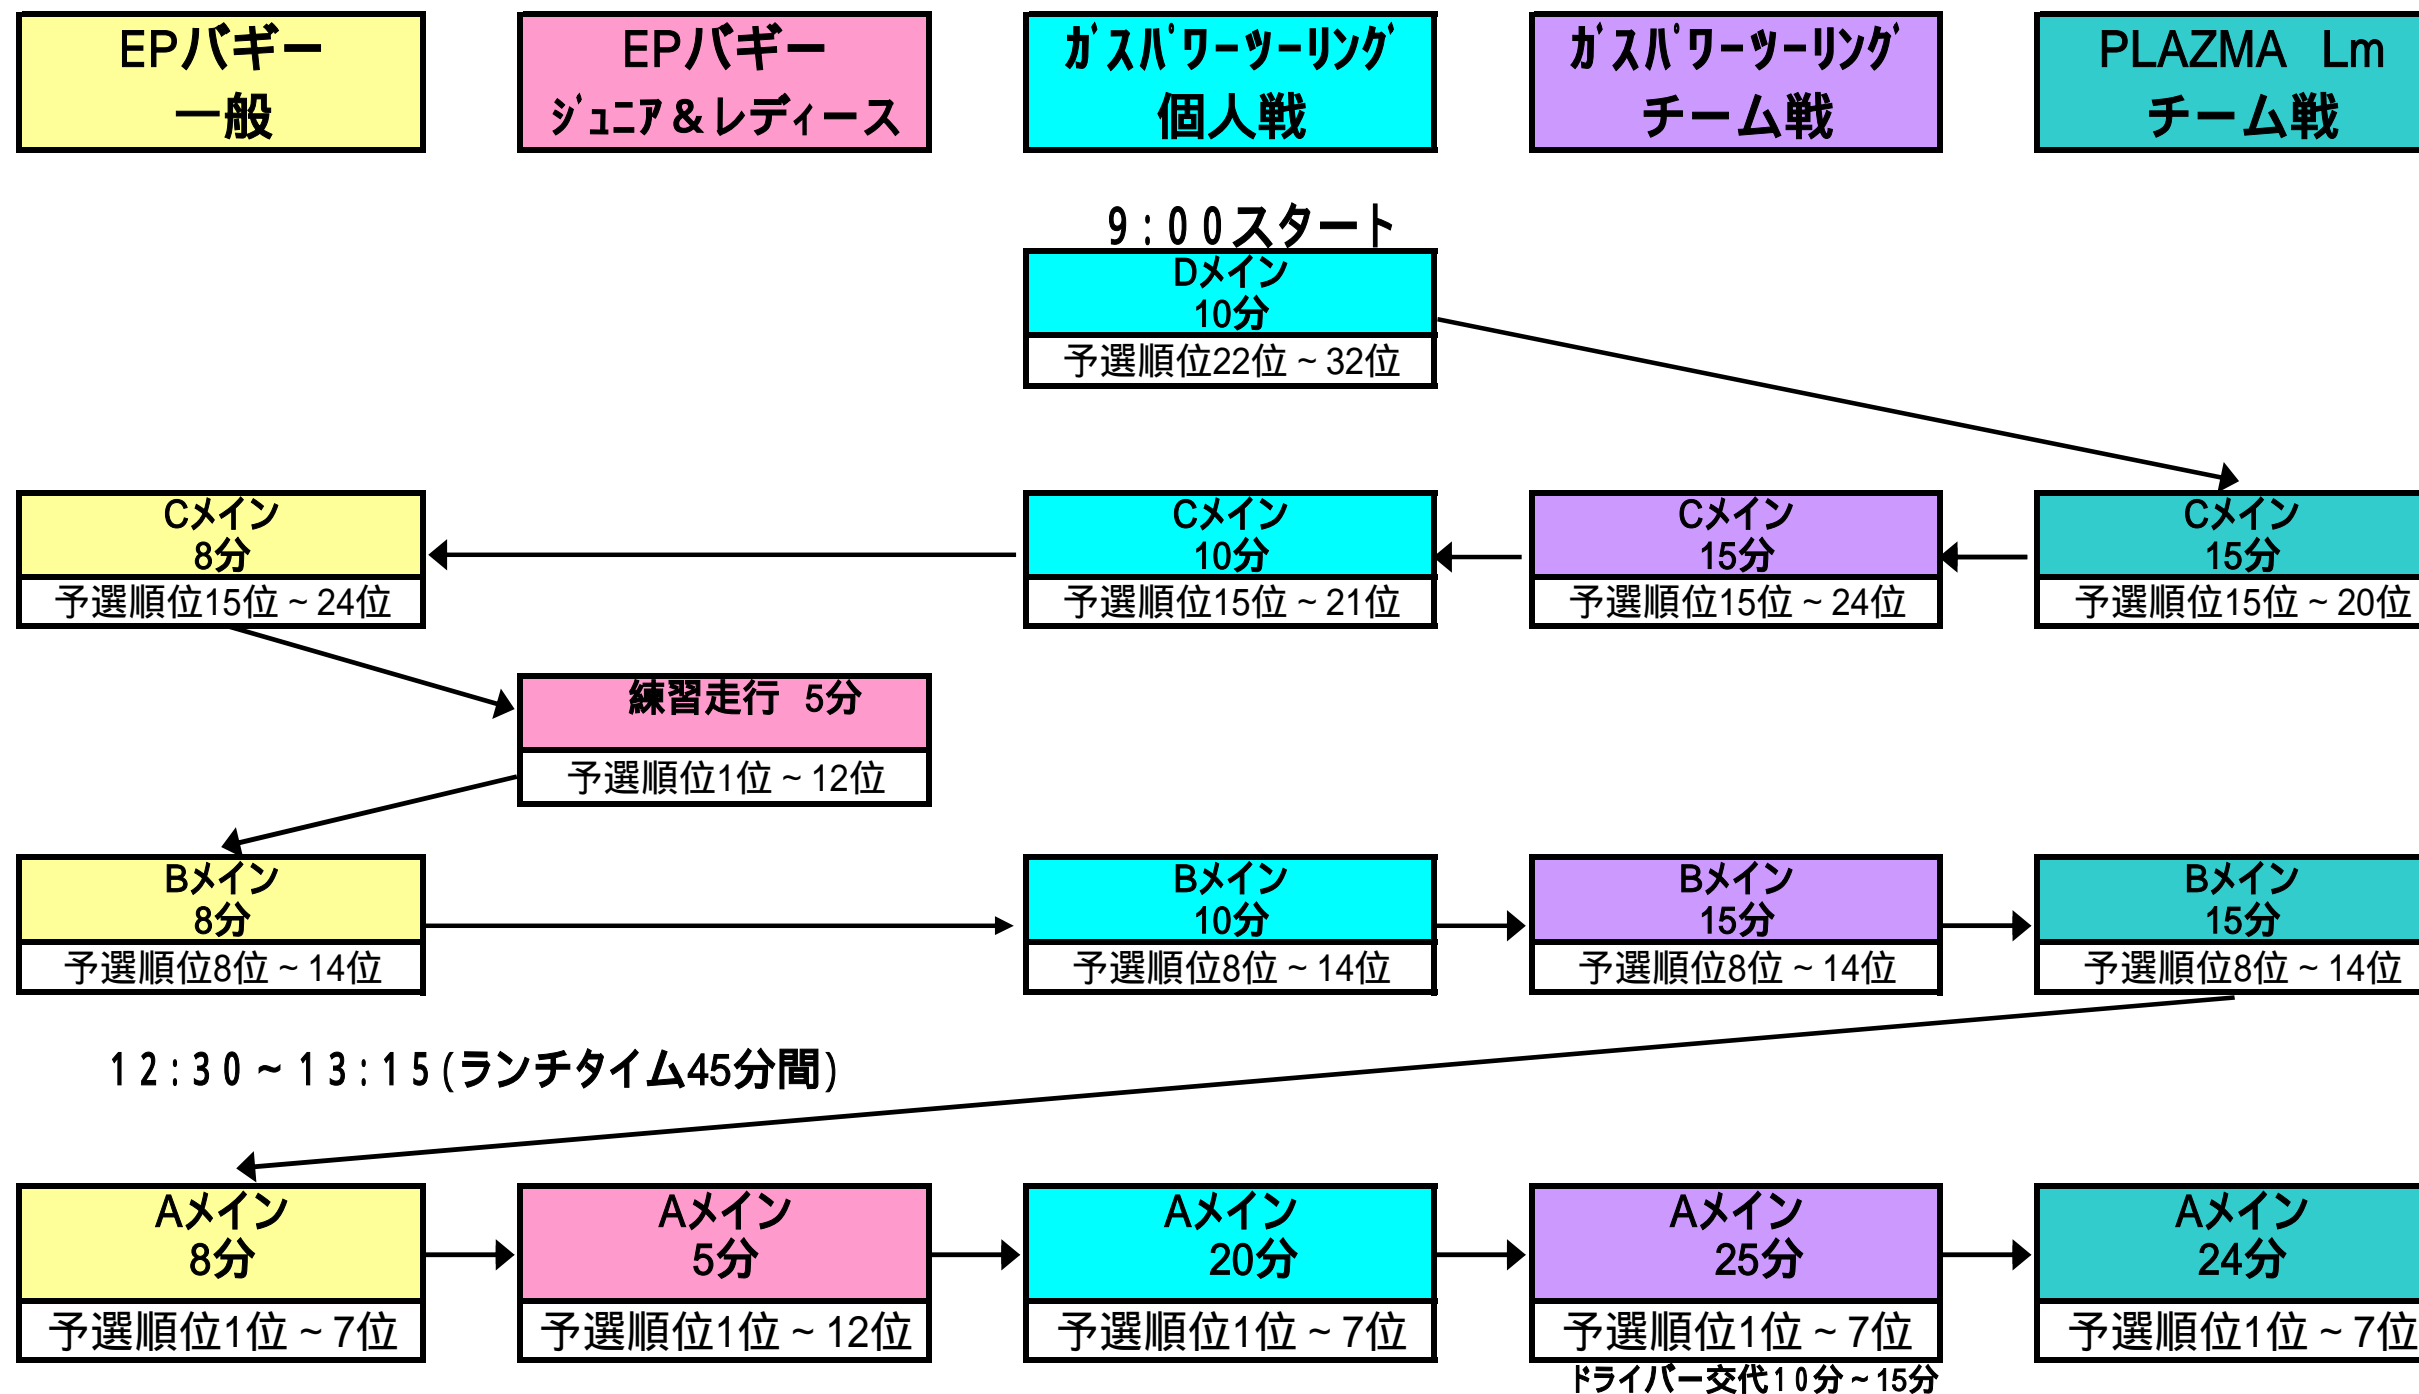 EPバギー
一般
EPバギー
ｼﾞｭﾆｱ＆レディース
ｶﾞｽﾊﾟﾜｰツーリングﾞ
個人戦
ｶﾞｽﾊﾟﾜｰツーリングﾞ
チーム戦
PLAZMA　Lm
チーム戦
９：００スタート
Dメイン
10分
予選順位22位～32位
Cメイン
8分
予選順位15位～24位
Cメイン
10分
予選順位15位～21位
Cメイン
15分
予選順位15位～24位
Cメイン
15分
予選順位15位～20位
練習走行　5分
予選順位1位～12位
Bメイン
8分
予選順位8位～14位
Bメイン
10分
予選順位8位～14位
Bメイン
15分
予選順位8位～14位
Bメイン
15分
予選順位8位～14位
１２：３０～１３：１５(ランチタイム45分間)
Aメイン
8分
予選順位1位～7位
Aメイン
5分
予選順位1位～12位
Aメイン
20分
予選順位1位～7位
Aメイン
25分
予選順位1位～7位
Aメイン
24分
予選順位1位～7位
ドライバー交代１０分～15分